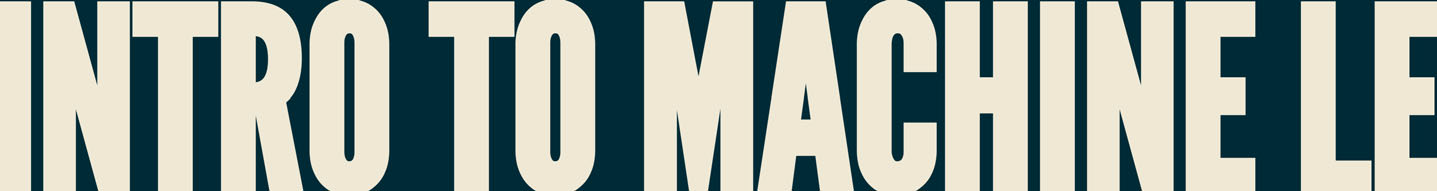 INTRO TO MACHINE LE